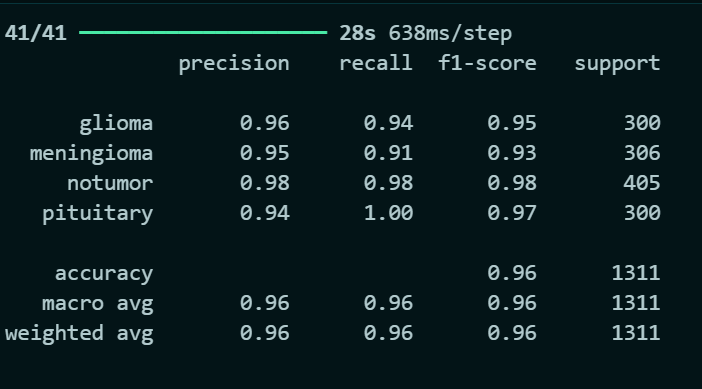 41/41 ━━━━━━━━━━━━━━━━━━━━ 28s 638ms/step
precision recall f1-score support
glioma 0.96 0.94 0.95 300
meningioma 0.95 0.91 0.93 306
notumor 0.98 0.98 0.98 405
pituitary 0.94 1.00 0.97 300
accuracy 0.96 1311
macro avg 0.96 0.96 0.96 1311
weighted avg 0.96 0.96 0.96 1311